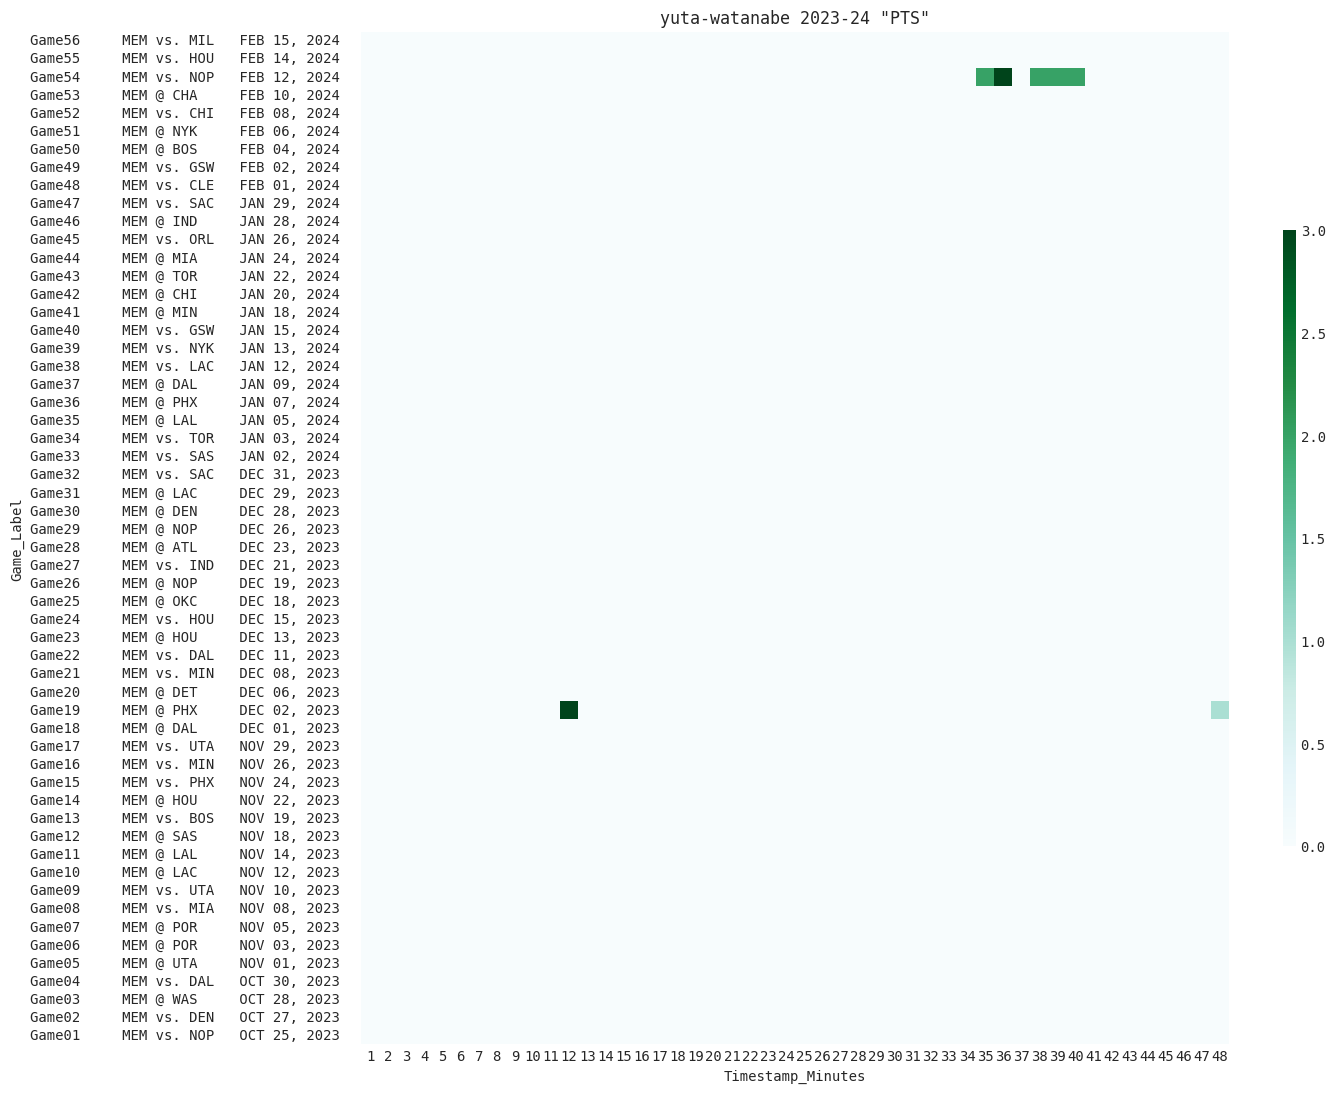 yuta-watanabe 2023-24 "PTS"
Game56 MEM vs. MIL FEB 15, 2024
Game55 MEM vs. HOU FEB 14, 2024
Game54 MEM vs. NOP FEB 12, 2024
Game53 MEM @ CHA FEB 10, 2024
Game52 MEM vs. CHI FEB 08, 2024
Game51 MEM @ NYK FEB 06, 2024
Game50 MEM @ BOS FEB 04, 2024
Game49 MEM vs. GSW FEB 02, 2024
Game48 MEM vs. CLE FEB 01, 2024
Game47 MEM vs. SAC JAN 29, 2024
Game46 MEM @ IND JAN 28, 2024
Game45 MEM vs. ORL JAN 26, 2024
Game44 MEM @ MIA JAN 24, 2024
Game43 MEM @ TOR JAN 22, 2024
Game42 MEM @ CHI JAN 20, 2024
Game41 MEM @ MIN JAN 18, 2024
Game40 MEM vs. GSW JAN 15, 2024
Game39 MEM vs. NYK JAN 13, 2024
Game38 MEM vs. LAC JAN 12, 2024
Game37 MEM @ DAL JAN 09, 2024
Game36 MEM @ PHX JAN 07, 2024
Game35 MEM @ LAL JAN 05, 2024
Game34 MEM vs. TOR JAN 03, 2024
Game33 MEM vs. SAS JAN 02, 2024
Game32 MEM vs. SAC DEC 31, 2023
Game31 MEM @ LAC DEC 29, 2023
Game30 MEM @ DEN DEC 28, 2023
Game29 MEM @ NOP DEC 26, 2023
Game28 MEM @ ATL DEC 23, 2023
Game27 MEM vs. IND DEC 21, 2023
Game26 MEM @ NOP DEC 19, 2023
Game25 MEM @ OKC DEC 18, 2023
Game24 MEM vs. HOU DEC 15, 2023
Game23 MEM @ HOU DEC 13, 2023
Game22 MEM vs. DAL DEC 11, 2023
Game21 MEM vs. MIN DEC 08, 2023
Game20 MEM @ DET DEC 06, 2023
Game19 MEM @ PHX DEC 02, 2023
Game18 MEM @ DAL DEC 01, 2023
Game17 MEM vs. UTA NOV 29, 2023
Game16 MEM vs. MIN NOV 26, 2023
Game15 MEM vs. PHX NOV 24, 2023
Game14 MEM @ HOU NOV 22, 2023
Game13 MEM vs. BOS NOV 19, 2023
Game12 MEM @ SAS NOV 18, 2023
Game11 MEM @ LAL NOV 14, 2023
Game10 MEM @ LAC NOV 12, 2023
Game09 MEM vs. UTA NOV 10, 2023
Game08 MEM vs. MIA NOV 08, 2023
Game07 MEM @ POR NOV 05, 2023
Game06 MEM @ POR NOV 03, 2023
Game05 MEM @ UTA NOV 01, 2023
Game04 MEM vs. DAL OCT 30, 2023
Game03 MEM @ WAS OCT 28, 2023
Game02 MEM vs. DEN OCT 27, 2023
Game01 MEM vs. NOP OCT 25, 2023
Game_Label
1 2 3 4 5 6 7 8 9 10 11 12 13 14 15 16 17 18 19 20 21 22 23 24 25 26 27 28 29 30 31 32 33 34 35 36 37 38 39 40 41 42 43 44 45 46 47 48
Timestamp_Minutes
3.0
2.5
2.0
1.5
1.0
0.5
0.0